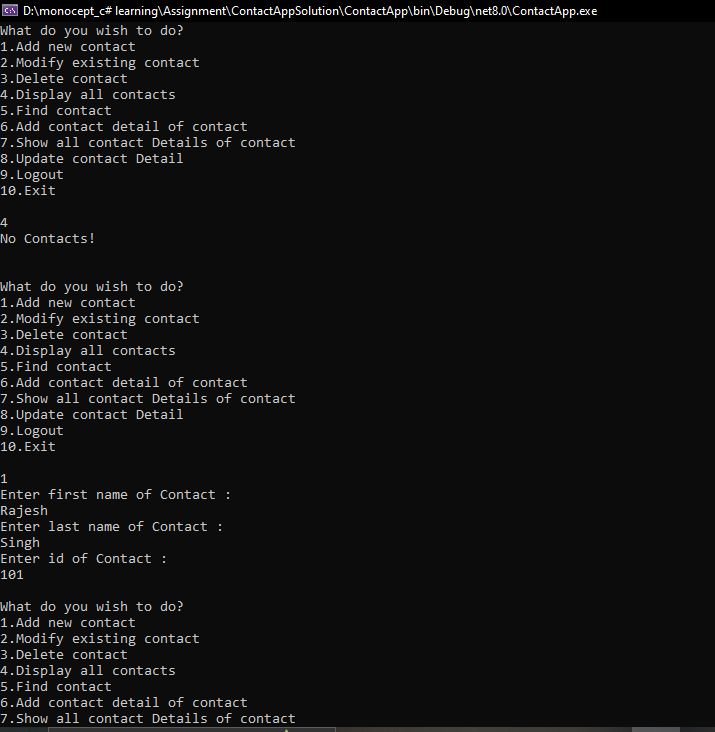 D:\monocept_c# learning\Assignment\ContactAppSolution\ContactApp\bin\Debug\net8.0\ContactApp.exe
What do you wish to do?
1.Add new contact
2.Modify existing contact
3.Delete contact
4.Display all contacts
5.Find contact
6.Add contact detail of contact
7.Show all contact Details of contact
8.Update contact Detail
9.Logout
10.Exit
4
No Contacts!
What do you wish to do?
1.Add new contact
2.Modify existing contact
3.Delete contact
4.Display all contacts
5.Find contact
6.Add contact detail of contact
7.Show all contact Details of contact
8.Update contact Detail
9.Logout
10.Exit
1
Enter first name of Contact :
Rajesh
Enter last name of Contact :
Singh
Enter id of Contact :
101
What do you wish to do?
1.Add new contact
2.Modify existing contact
3.Delete contact
4.Display all contacts
5.Find contact
6.Add contact detail of contact
7.Show all contact Details of contact